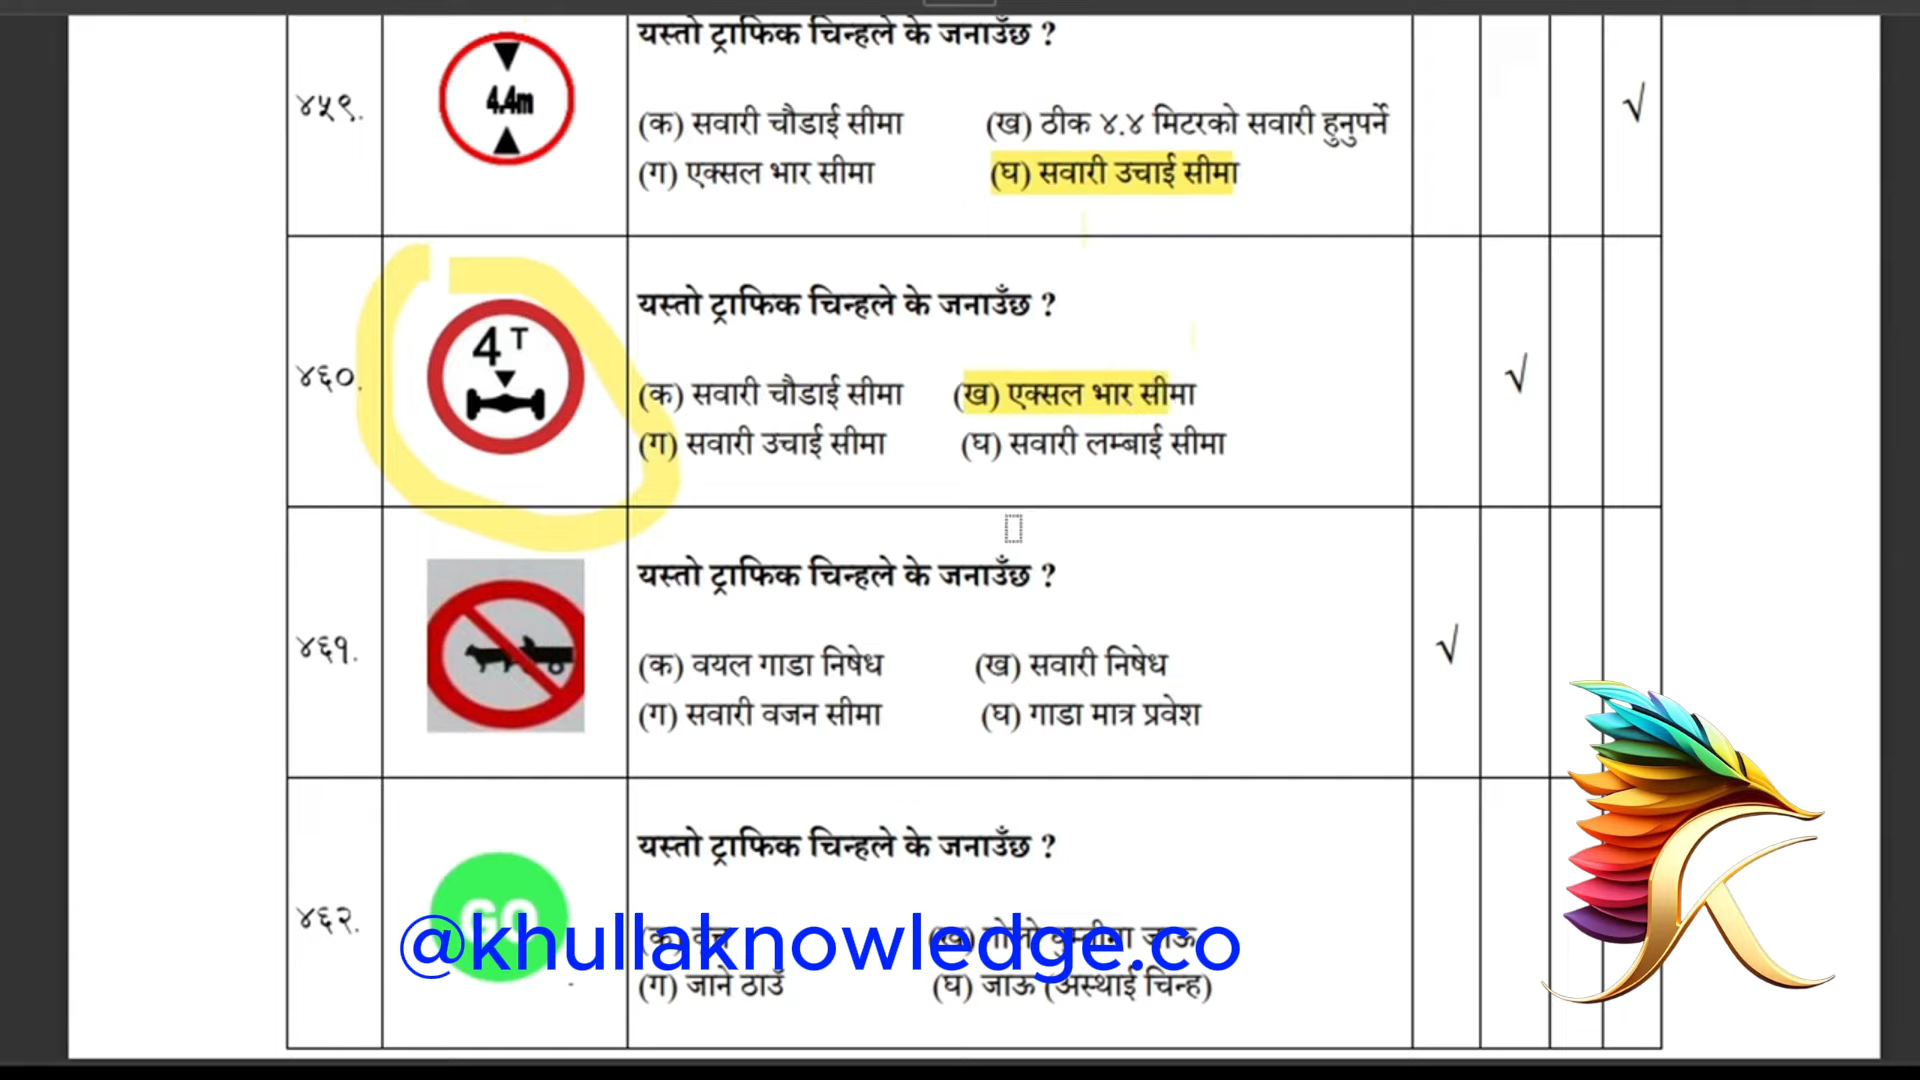 यस्तो ट्राफिक चिन्हले के जनाउँछ ?
४५९.
4.4m
(क) सवारी चौडाई सीमा (ख) ठीक ४.४ मिटरको सवारी हुनुपर्ने
(ग) एक्सल भार सीमा (घ) सवारी उचाई सीमा
√
यस्तो ट्राफिक चिन्हले के जनाउँछ ?
४६०.
4 T
(क) सवारी चौडाई सीमा (ख) एक्सल भार सीमा
(ग) सवारी उचाई सीमा (घ) सवारी लम्बाई सीमा
√
यस्तो ट्राफिक चिन्हले के जनाउँछ ?
४६१.
(क) वयल गाडा निषेध (ख) सवारी निषेध
(ग) सवारी वजन सीमा (घ) गाडा मात्र प्रवेश
√
यस्तो ट्राफिक चिन्हले के जनाउँछ ?
४६२.
GO
(क) (ख) जाऊ
@khullaknowledge.co
(ग) जाने ठाउँ (घ) जाऊ (अस्थाई चिन्ह)
K